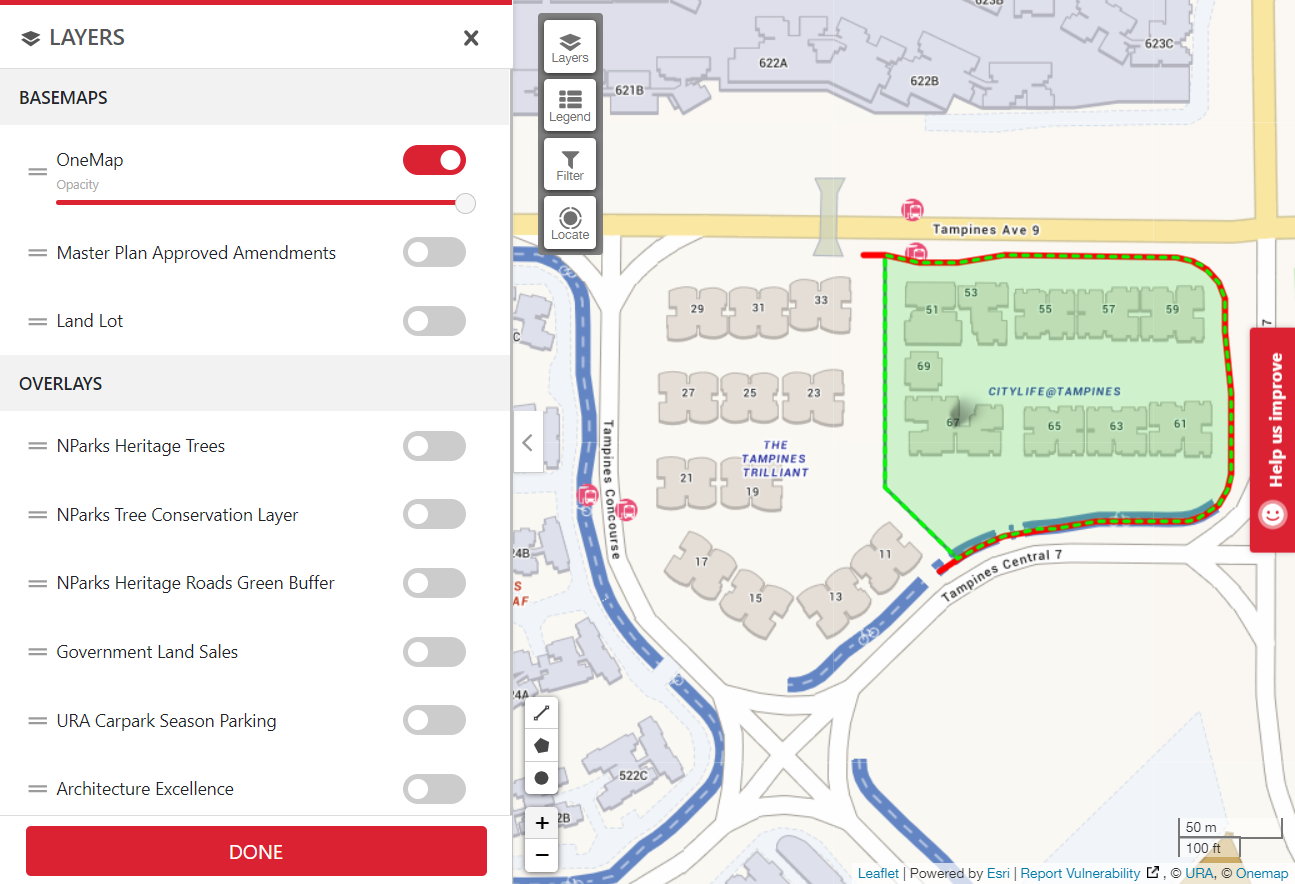 LAYERS
BASEMAPS
OneMap
Opacity
Master Plan Approved Amendments
Land Lot
OVERLAYS
NParks Heritage Trees
NParks Tree Conservation Layer
NParks Heritage Roads Green Buffer
Government Land Sales
URA Carpark Season Parking
Architecture Excellence
DONE
Layers
Legend
Filter
Locate
623B
623C
622A
622B
621B
Tampines Ave 9
29
31
33
51
53
55
57
59
69
27
25
23
CITYLIFE@TAMPINES
67
65
63
61
THE
TAMPINES
TRILLIANT
21
19
Tampines Concourse
17
15
13
11
Tampines Central 7
7
C
24B
S
AF
24A
522C
2B
+
−
Help us improve
50 m
100 ft
Leaflet | Powered by Esri | Report Vulnerability , © URA, © Onemap